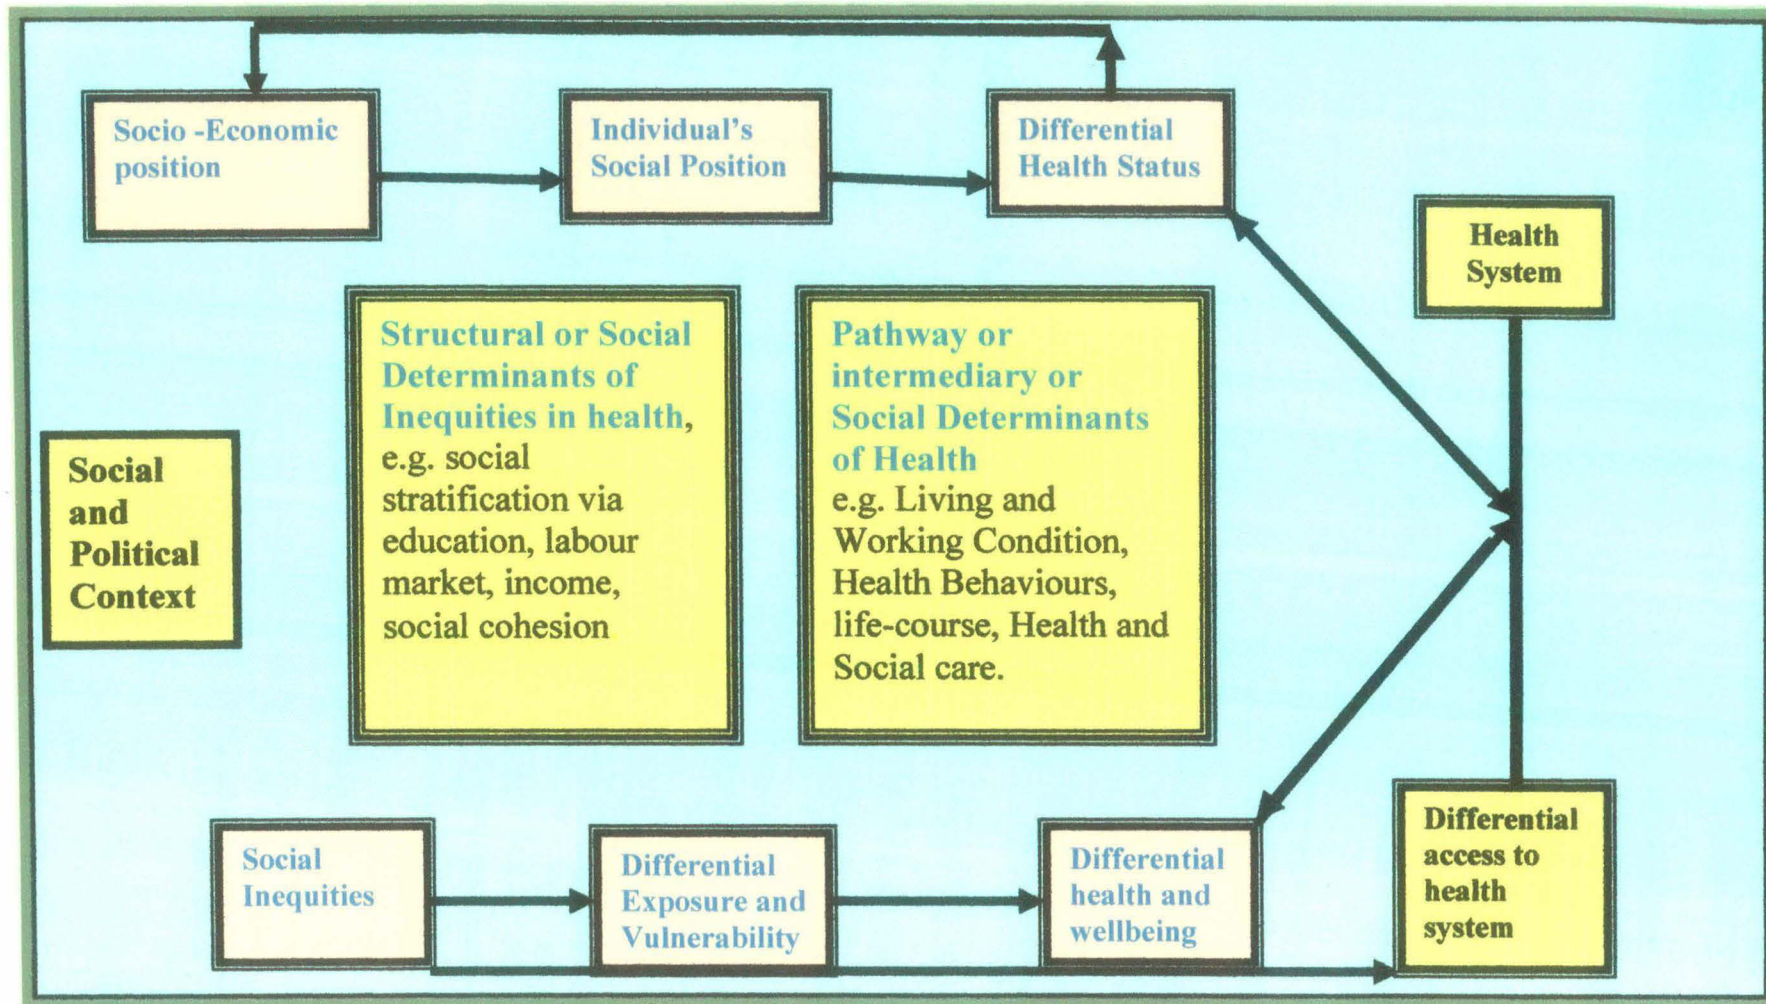 Socio -Economic
position
Individual's
Social Position
Differential
Health Status
Health
System
Structural or Social
Determinants of
Inequities in health,
e.g. social
stratification via
education, labour
market, income,
social cohesion
Pathway or
intermediary or
Social Determinants
of Health
e.g. Living and
Working Condition,
Health Behaviours,
life-course, Health and
Social care.
Social
and
Political
Context
Social
Inequities
Differential
Exposure and
Vulnerability
Differential
health and
wellbeing
Differential
access to
health
system